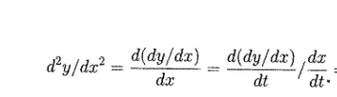 d²y/dx² = d(dy/dx)/dx = d(dy/dx)/dt / dx/dt.